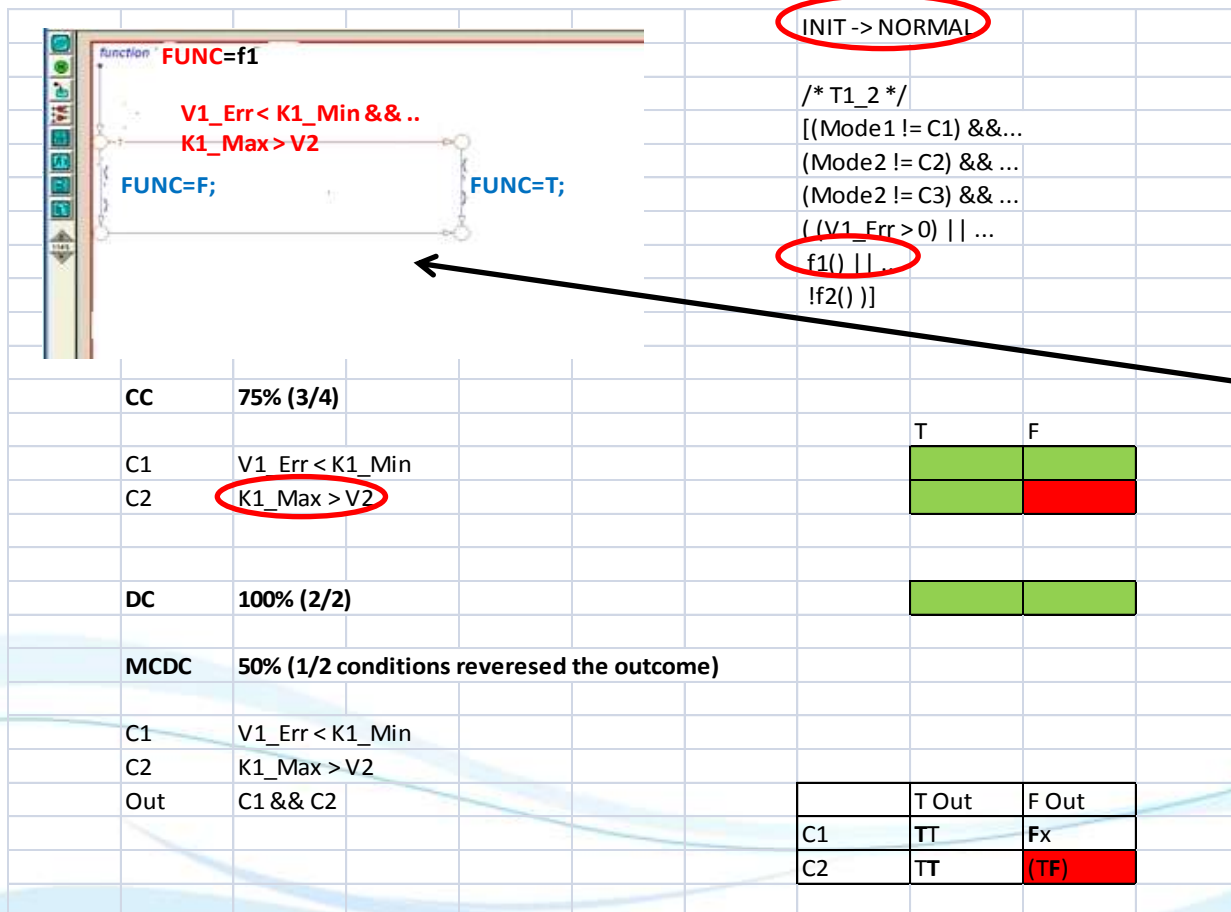 INIT -> NORMAL
function FUNC=f1
V1_Err< K1_Min && ..
K1_Max > V2
FUNC=F;
FUNC=T;
/* T1_2 */
[(Mode1 != C1) &&...
(Mode2 != C2) && ...
(Mode2 != C3) && ...
( (V1_Err > 0) || ...
f1() || ..
!f2() )]
CC 75% (3/4)
T F
C1 V1_Err < K1_Min
C2 K1_Max > V2
DC 100% (2/2)
MCDC 50% (1/2 conditions reveresed the outcome)
C1 V1_Err < K1_Min
C2 K1_Max > V2
Out C1 && C2
T Out F Out
C1 TT Fx
C2 TT (TF)